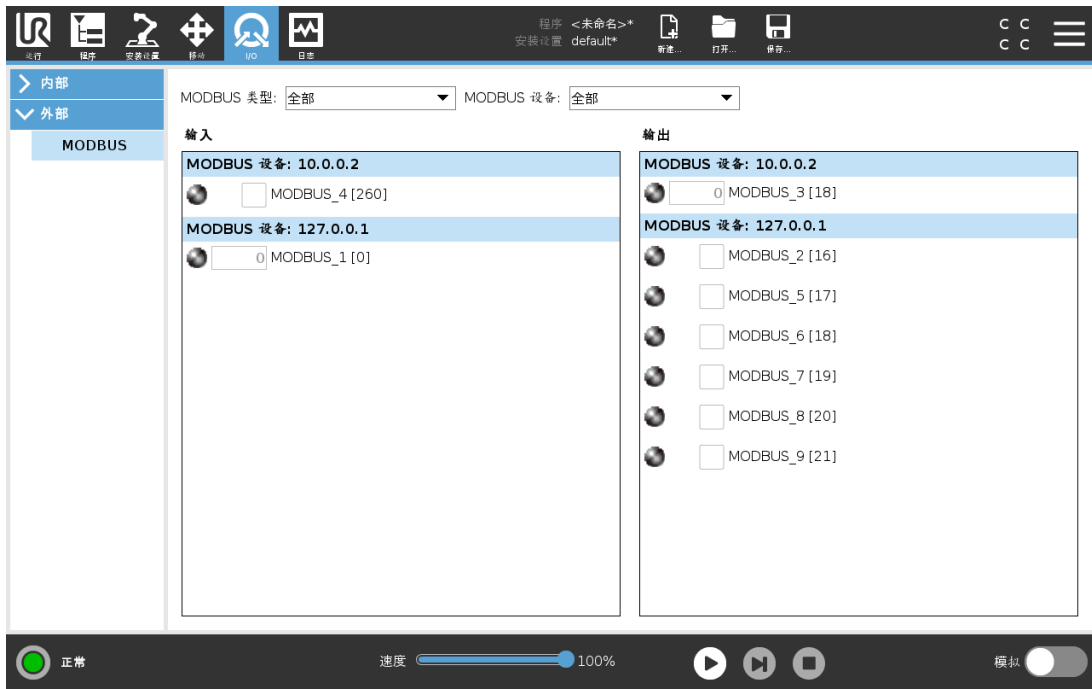 UR
运行
程序
安装设置
移动
I/O
日志
程序 <未命名>*
安装设置 default*
新建...
打开...
保存...
C C
C C
内部
外部
MODBUS
MODBUS 类型: 全部
MODBUS 设备: 全部
输入
MODBUS 设备: 10.0.0.2
MODBUS_4 [260]
MODBUS 设备: 127.0.0.1
0 MODBUS_1 [0]
输出
MODBUS 设备: 10.0.0.2
0 MODBUS_3 [18]
MODBUS 设备: 127.0.0.1
MODBUS_2 [16]
MODBUS_5 [17]
MODBUS_6 [18]
MODBUS_7 [19]
MODBUS_8 [20]
MODBUS_9 [21]
正常
速度 100%
模拟